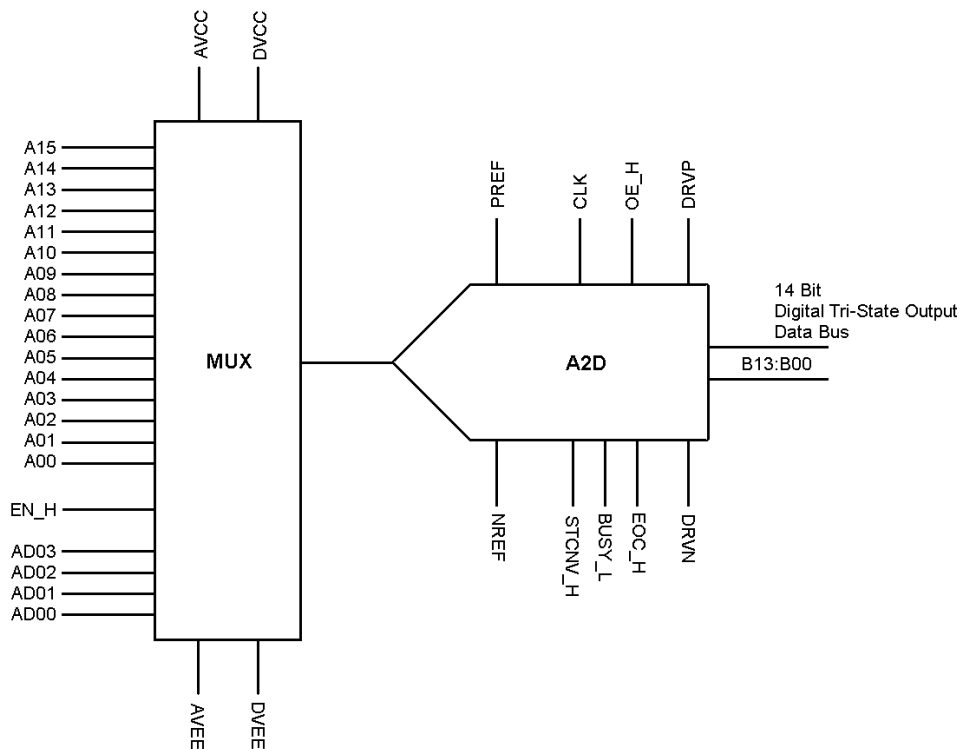 AVCC
DVCC
A15
A14
A13
A12
A11
A10
A09
A08
A07
A06
A05
A04
A03
A02
A01
A00
EN_H
AD03
AD02
AD01
AD00
MUX
AVEE
DVEE
PREF
CLK
OE_H
DRVP
A2D
NREF
STCNV_H
BUSY_L
EOC_H
DRVN
14 Bit
Digital Tri-State Output
Data Bus
B13:B00